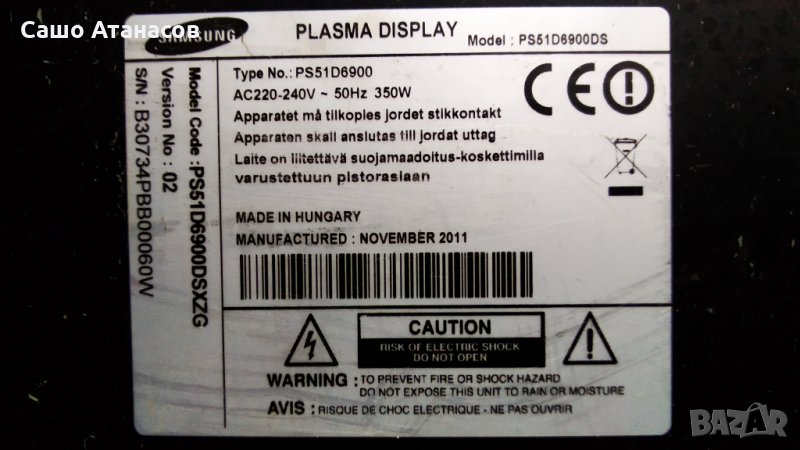 Сашо Атанасов
SAMSUNG
PLASMA DISPLAY
Model : PS51D6900DS
Type No.: PS51D6900
AC220-240V ~ 50Hz 350W
Apparatet må tilkoples jordet stikkontakt
Apparaten skall anslutas till jordat uttag
Laite on liitettävä suojamaadoitus-koskettimilla
varustettuun pistorasiaan
MADE IN HUNGARY
MANUFACTURED : NOVEMBER 2011
Model Code : PS51D6900DSXZG
Version No : 02
S/N : B30734PBB00060W
CE
CAUTION
RISK OF ELECTRIC SHOCK
DO NOT OPEN
WARNING : TO PREVENT FIRE OR SHOCK HAZARD
DO NOT EXPOSE THIS UNIT TO RAIN OR MOISTURE
AVIS : RISQUE DE CHOC ELECTRIQUE - NE PAS OUVRIR
BAZAR